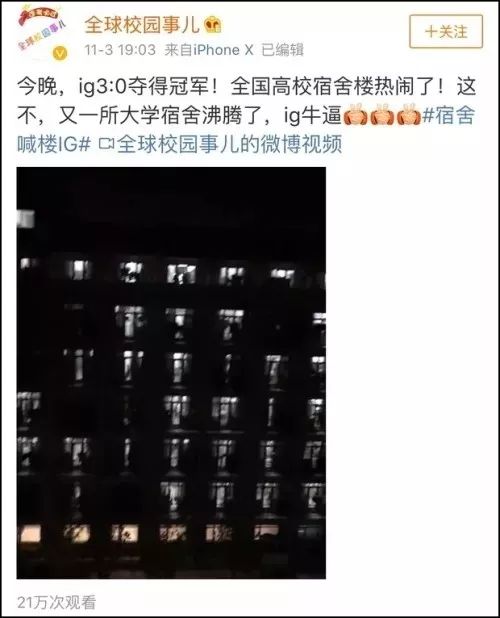 全球校园事儿
全球校园事儿
11-3 19:03 来自iPhone X 已编辑
+关注
今晚，ig3:0夺得冠军！全国高校宿舍楼热闹了！这
不，又一所大学宿舍沸腾了，ig牛逼#宿舍
喊楼IG# 全球校园事儿的微博视频
21万次观看